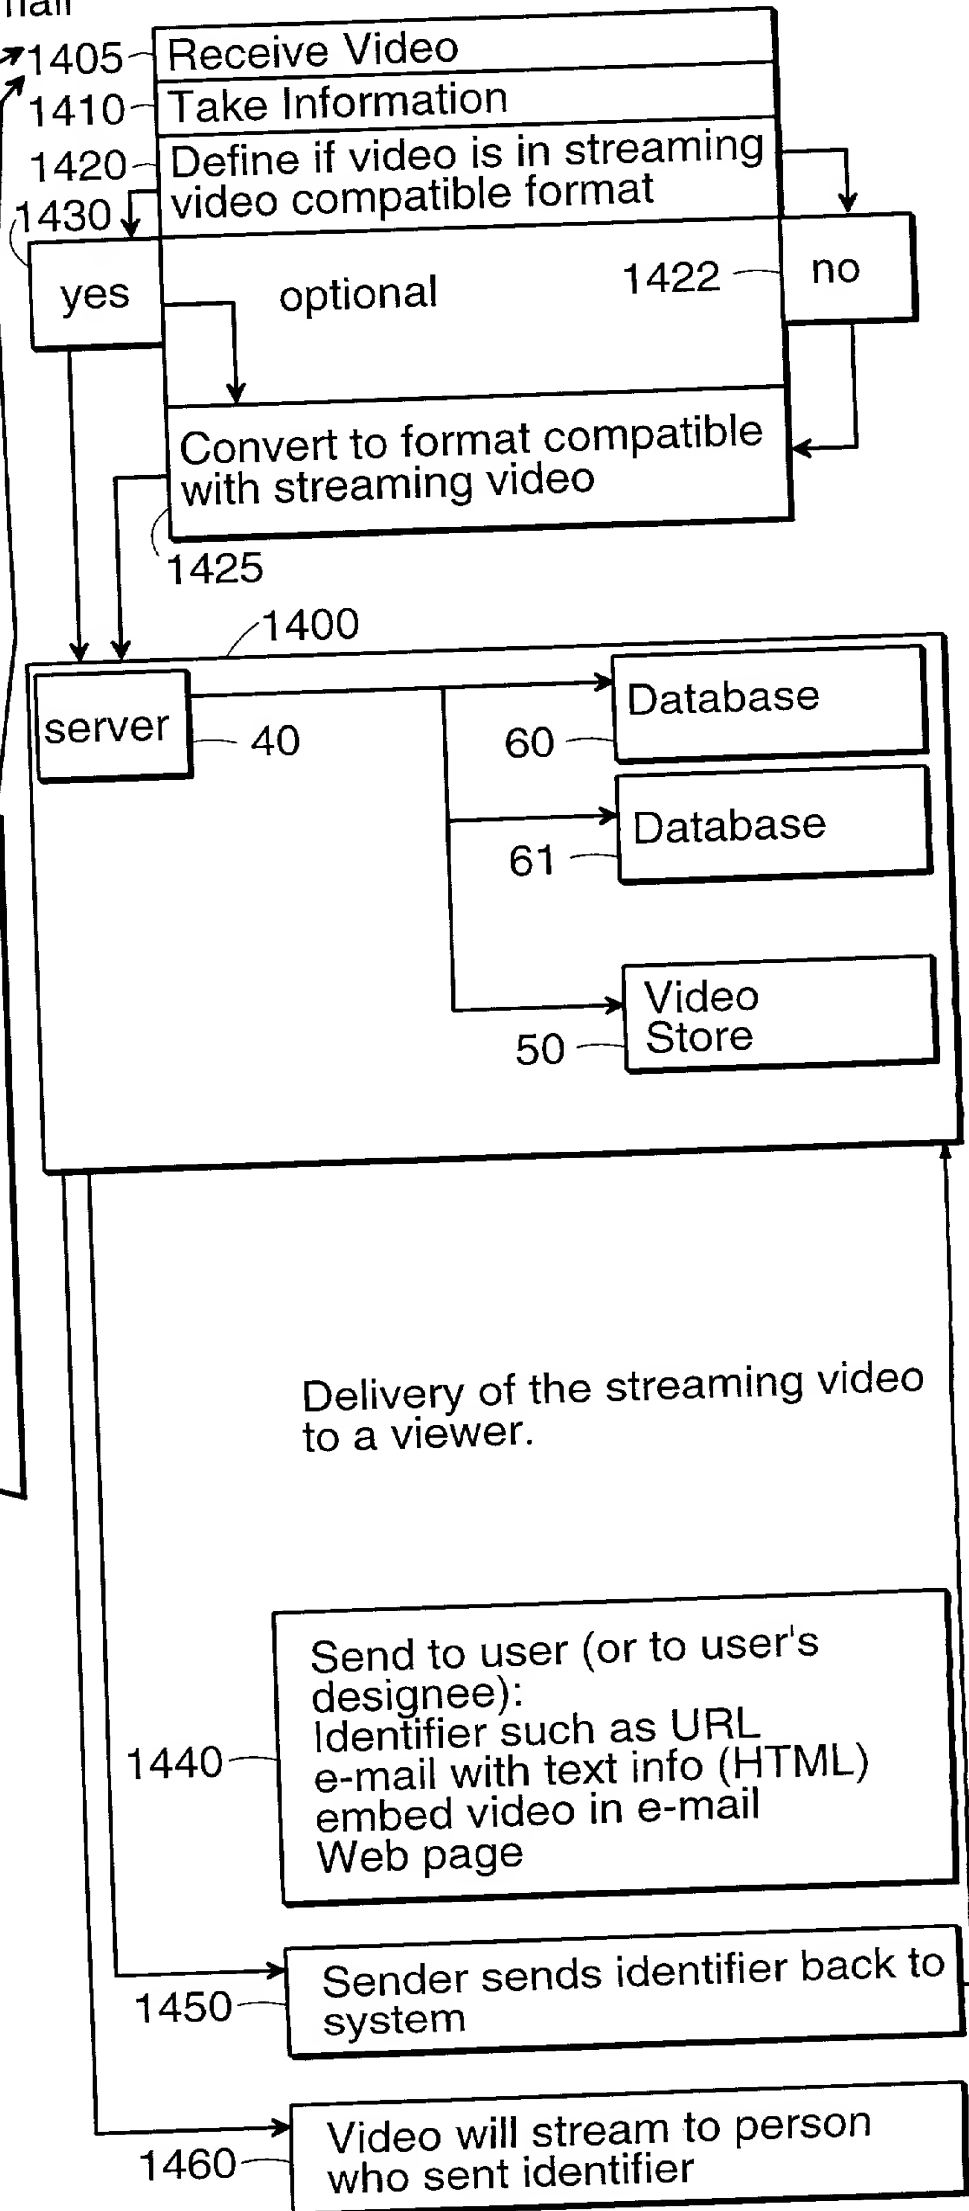 1405
Receive Video
1410
Take Information
1420
Define if video is in streaming
video compatible format
1430
yes
optional
1422
no
Convert to format compatible
with streaming video
1425
1400
server
40
Database
60
Database
61
Video
Store
50
Delivery of the streaming video
to a viewer.
Send to user (or to user's
designee):
Identifier such as URL
1440
e-mail with text info (HTML)
embed video in e-mail
Web page
Sender sends identifier back to
system
1450
Video will stream to person
who sent identifier
1460